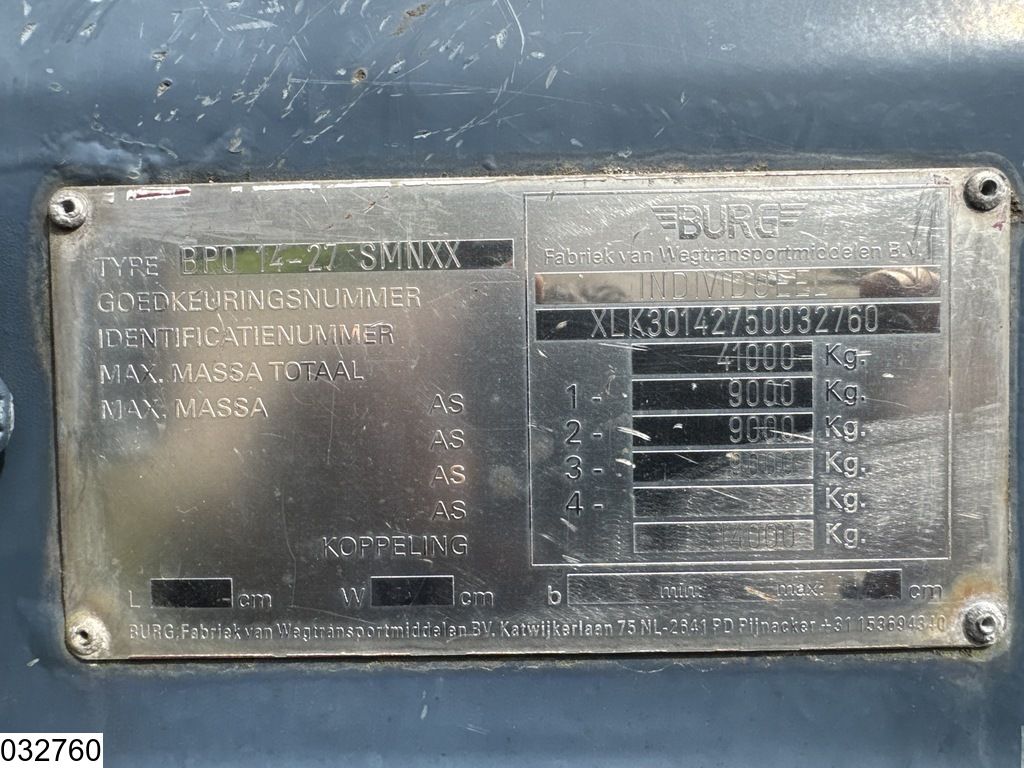 BURG
Fabriek van Wegtransportmiddelen B.V.
TYPE BPO 14-27 SMNXX
GOEDKEURINGSNUMMER INDIVIDUEEL
IDENTIFICATIENUMMER XLK30142750032760
MAX. MASSA TOTAAL 41000 Kg.
MAX. MASSA AS 1- 9000 Kg.
AS 2- 9000 Kg.
AS 3- 9000 Kg.
AS 4- Kg.
KOPPELING 14000 Kg.
L cm W cm b min: max: cm
BURG, Fabriek van Wegtransportmiddelen BV. Katwijkerlaan 75 NL-2641 PD Pijnacker +31 153694340
032760